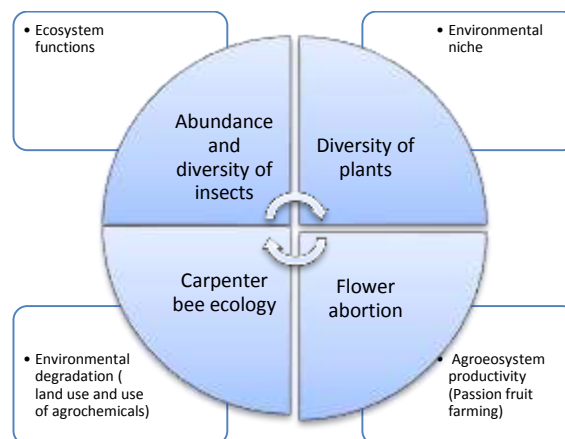 • Ecosystem
functions
• Environmental
niche
Abundance
and
diversity of
insects
Diversity of
plants
Carpenter
bee ecology
Flower
abortion
• Environmental
degradation (
land use and use
of agrochemicals)
• Agroeosystem
productivity
(Passion fruit
farming)